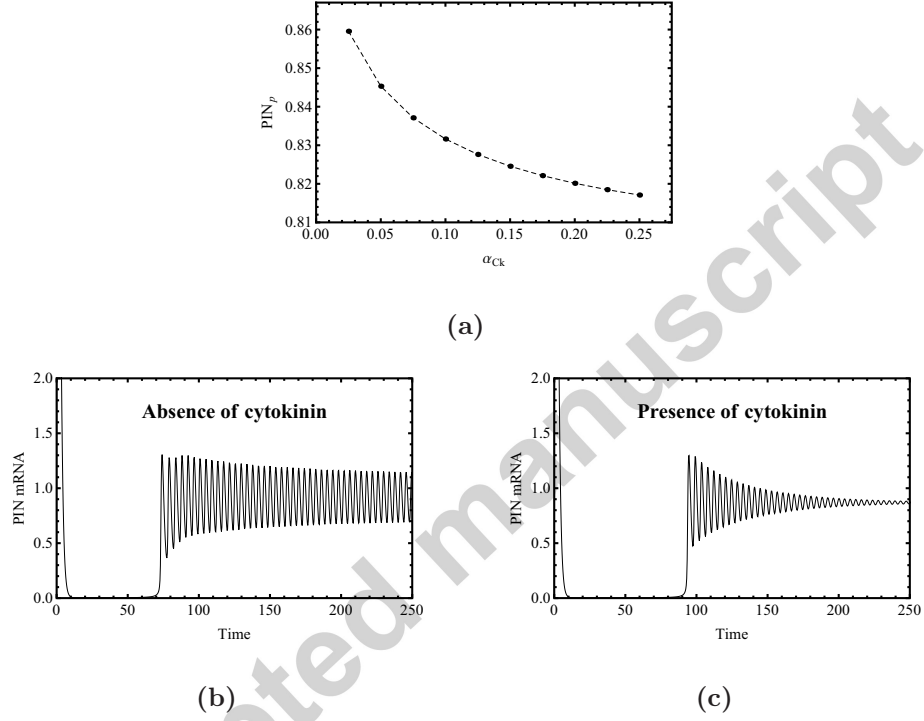 0.86
0.85
0.84
0.83
0.82
0.81
PIN_p
0.00 0.05 0.10 0.15 0.20 0.25
α_Ck
(a)
2.0
1.5
1.0
0.5
0.0
PIN mRNA
Absence of cytokinin
0 50 100 150 200 250
Time
(b)
2.0
1.5
1.0
0.5
0.0
PIN mRNA
Presence of cytokinin
0 50 100 150 200 250
Time
(c)
ted manuscript